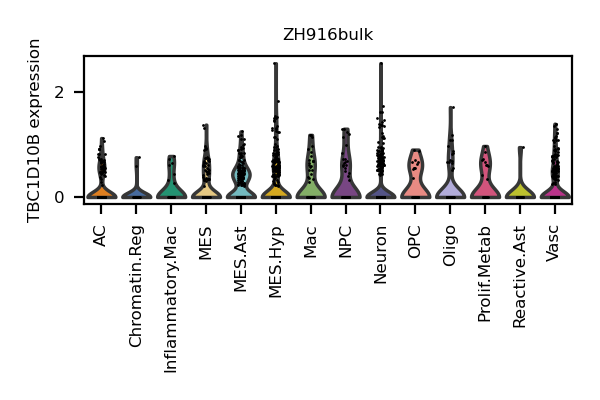 ZH916bulk
TBC1D10B expression
2
0
AC
Chromatin.Reg
Inflammatory.Mac
MES
MES.Ast
MES.Hyp
Mac
NPC
Neuron
OPC
Oligo
Prolif.Metab
Reactive.Ast
Vasc